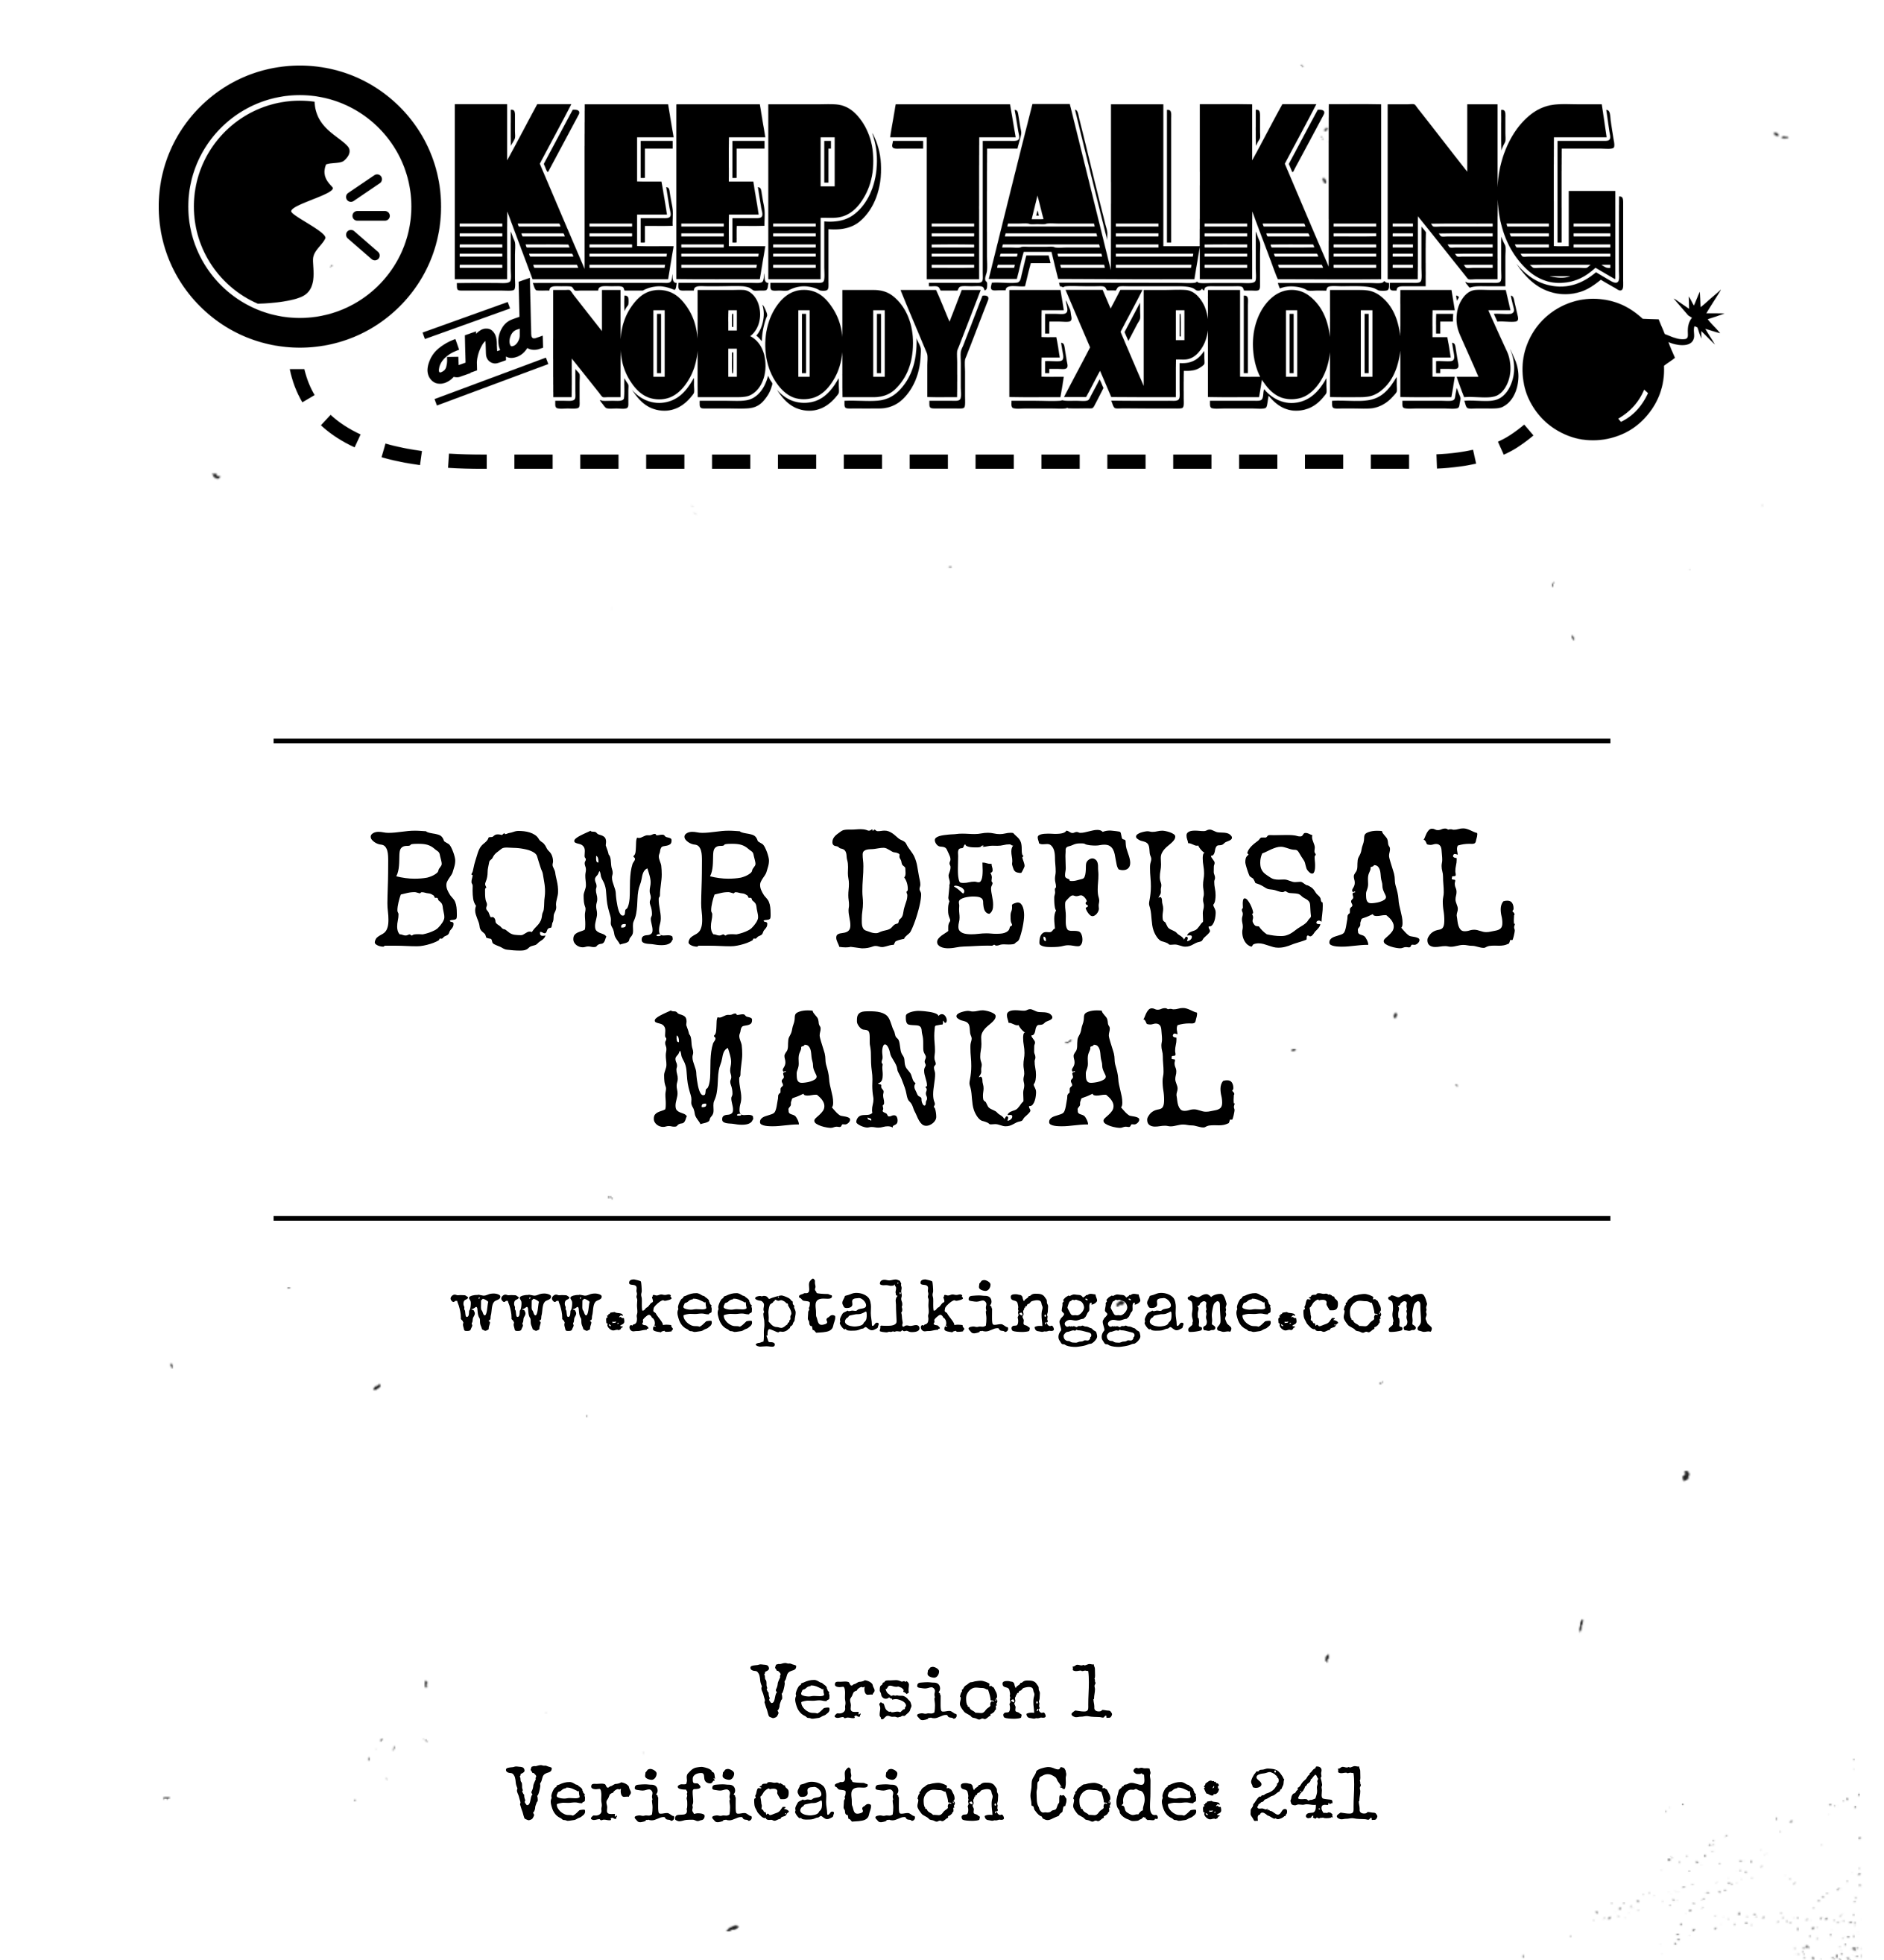 KEEP TALKING
and NOBODY EXPLODES
BOMB DEFUSAL
MANUAL
www.keeptalkinggame.com
Version 1
Verification Code: 241